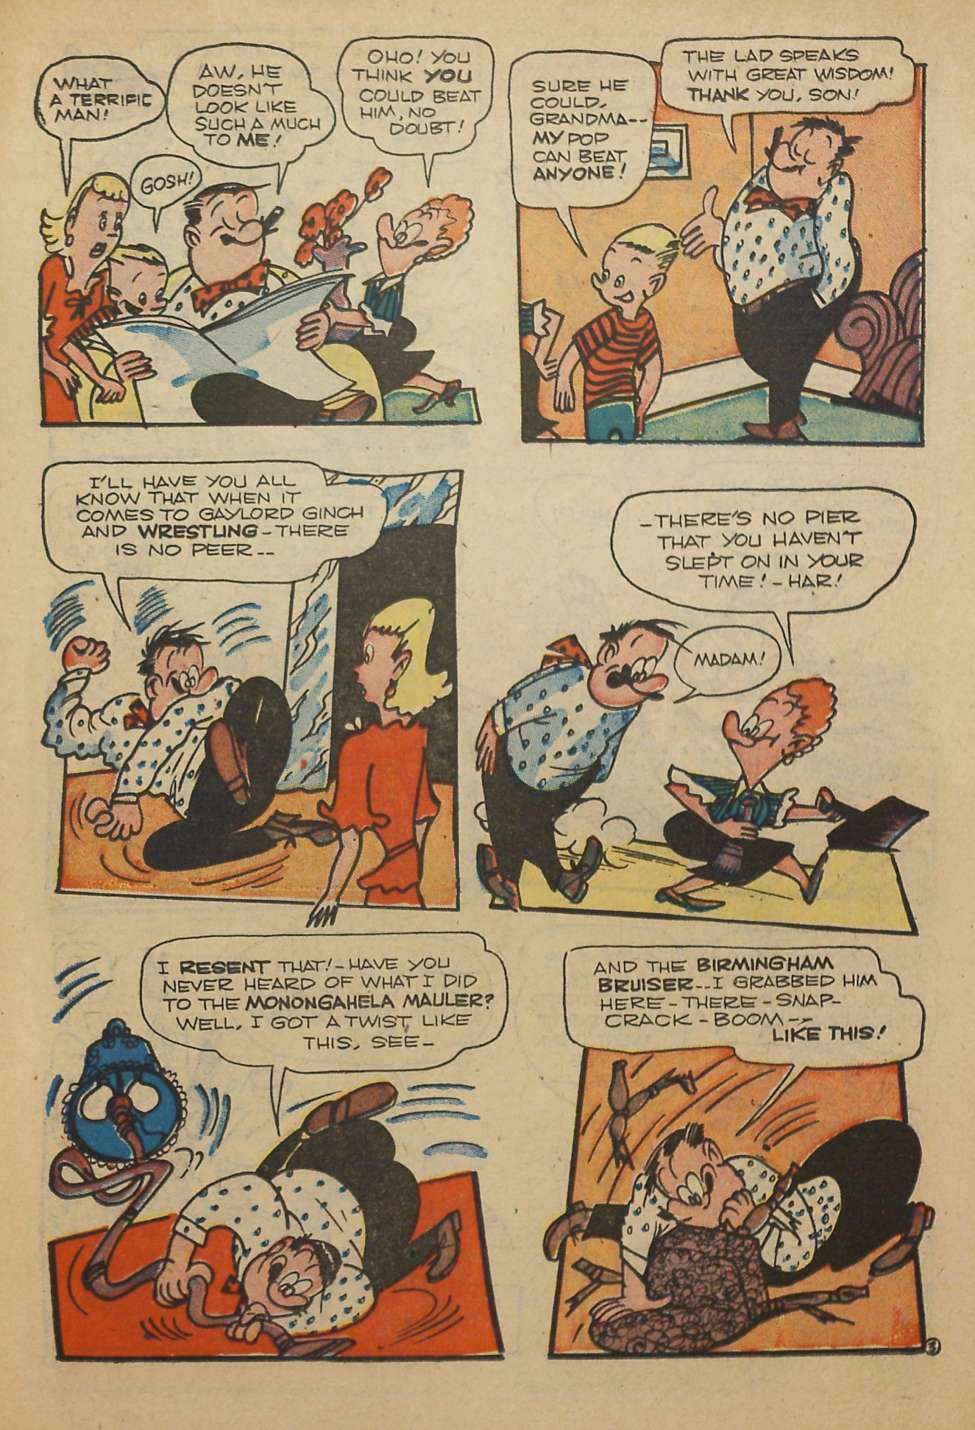 WHAT
A TERRIFIC
MAN!
GOSH!
AW, HE
DOESN'T
LOOK LIKE
SUCH A MUCH
TO ME!
OHO! YOU
THINK YOU
COULD BEAT
HIM, NO
DOUBT!
SURE HE
COULD,
GRANDMA--
MY POP
CAN BEAT
ANYONE!
THE LAD SPEAKS
WITH GREAT WISDOM!
THANK YOU, SON!
I'LL HAVE YOU ALL
KNOW THAT WHEN IT
COMES TO GAYLORD GINCH
AND WRESTLING-THERE
IS NO PEER--
-THERE'S NO PIER
THAT YOU HAVEN'T
SLEPT ON IN YOUR
TIME!-HAR!
MADAM!
I RESENT THAT!-HAVE YOU
NEVER HEARD OF WHAT I DID
TO THE MONONGAHELA MAULER?
WELL, I GOT A TWIST LIKE
THIS, SEE-
AND THE BIRMINGHAM
BRUISER--I GRABBED HIM
HERE-THERE-SNAP-
CRACK-BOOM--
LIKE THIS!
3